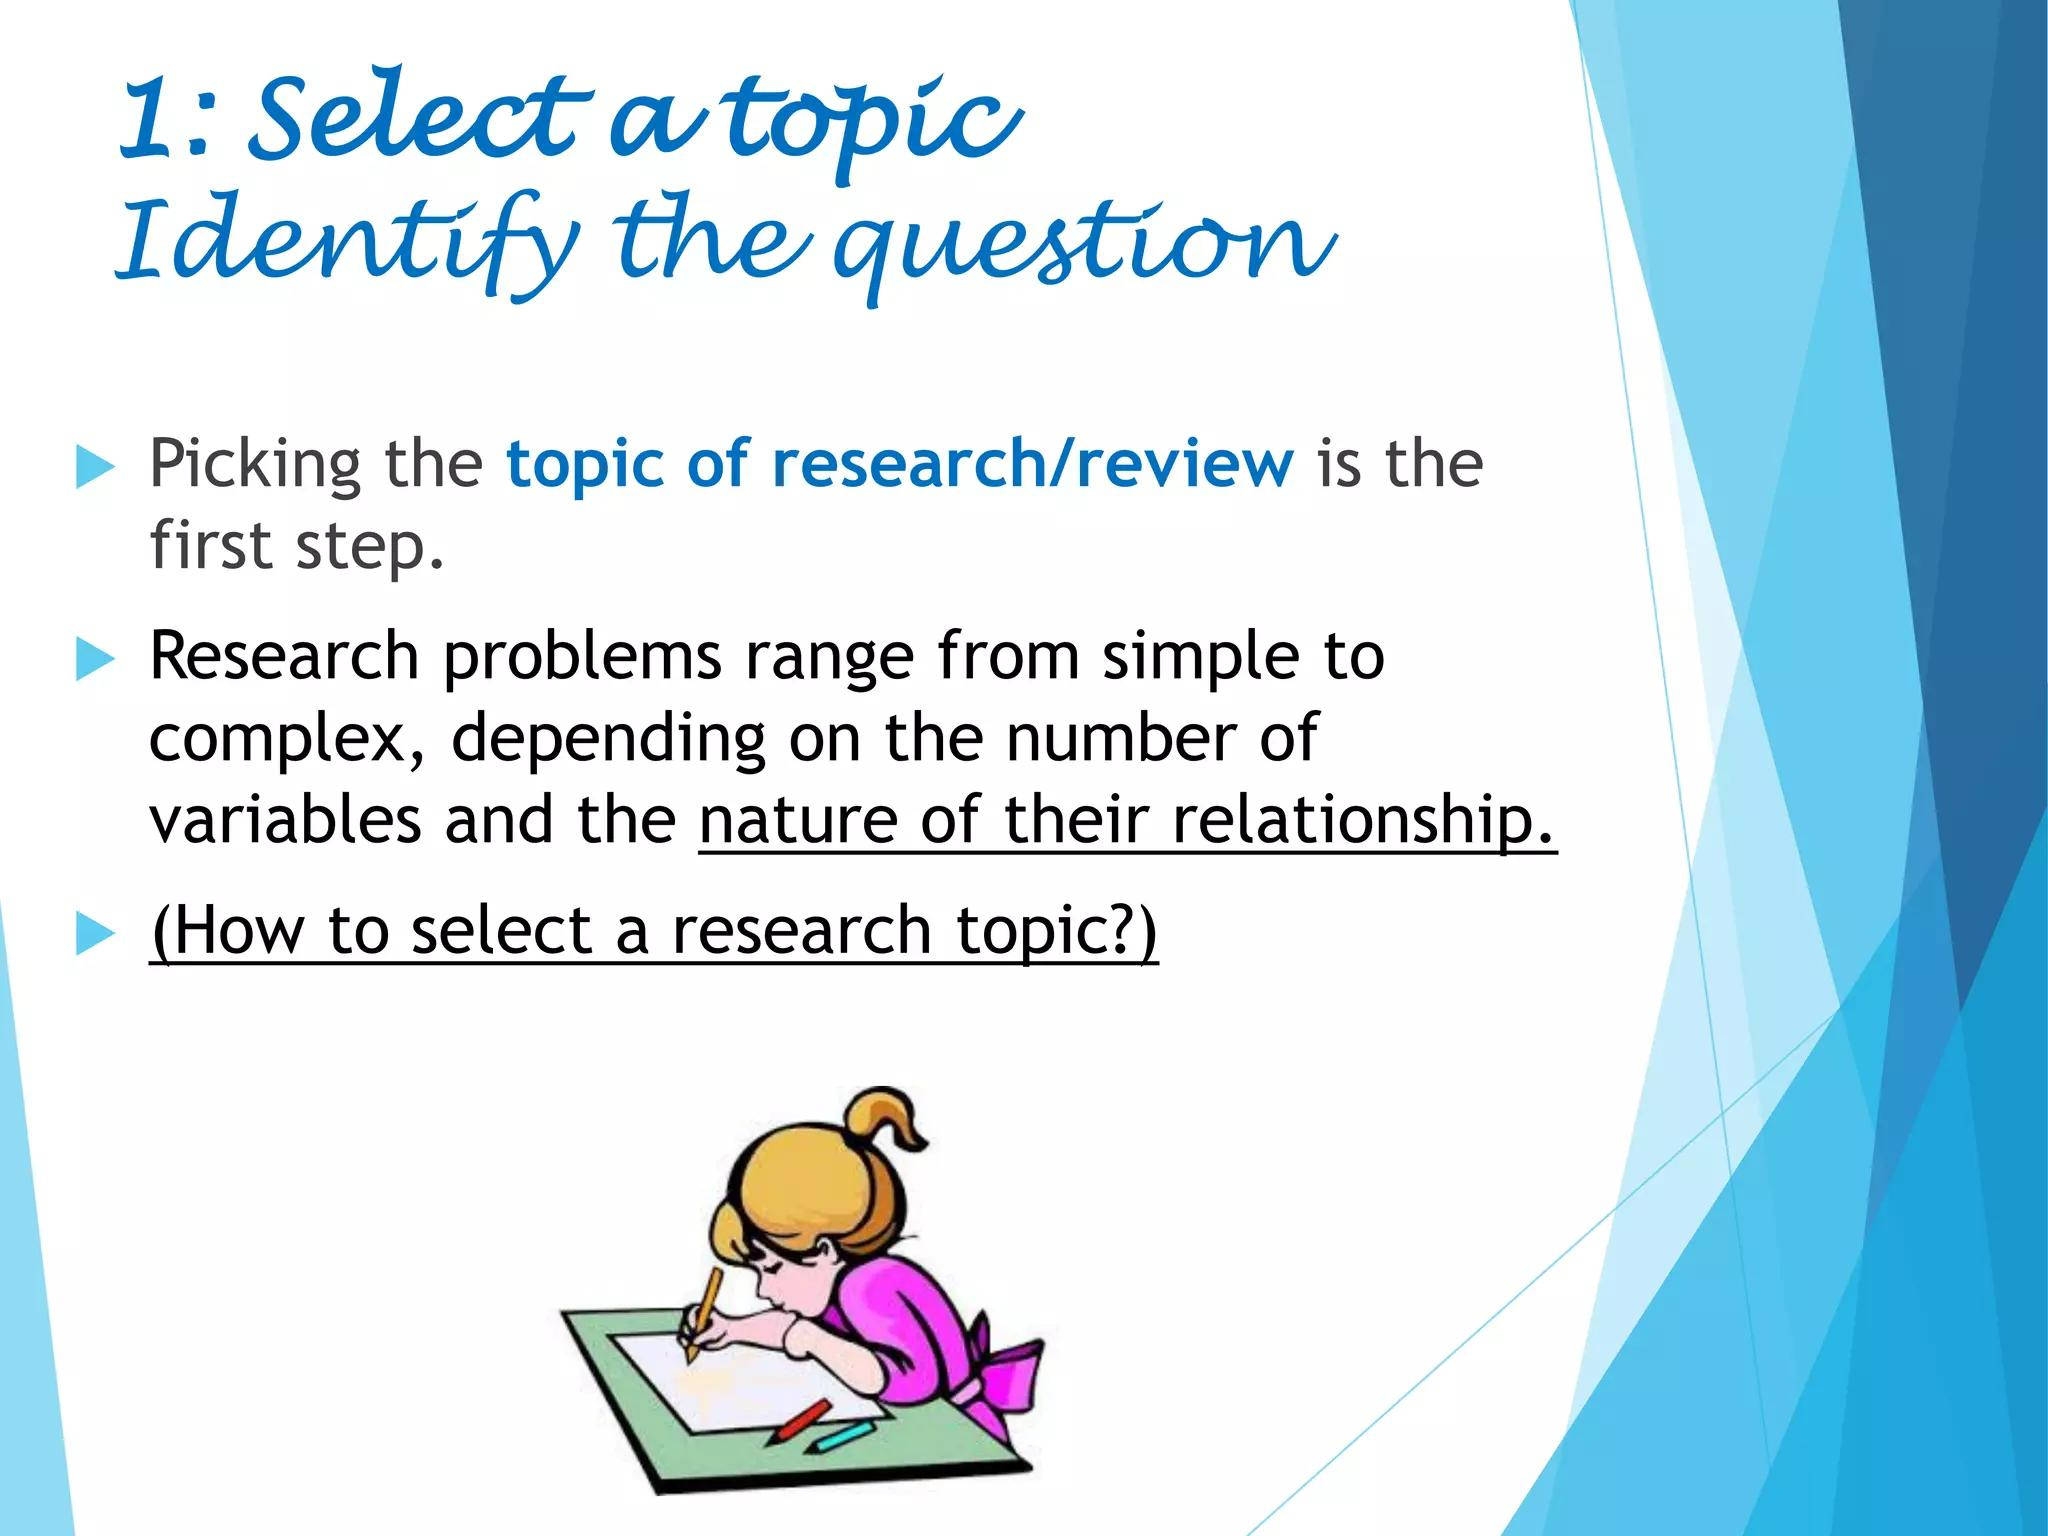 1: Select a topic
Identify the question
Picking the topic of research/review is the
first step.
Research problems range from simple to
complex, depending on the number of
variables and the nature of their relationship.
(How to select a research topic?)